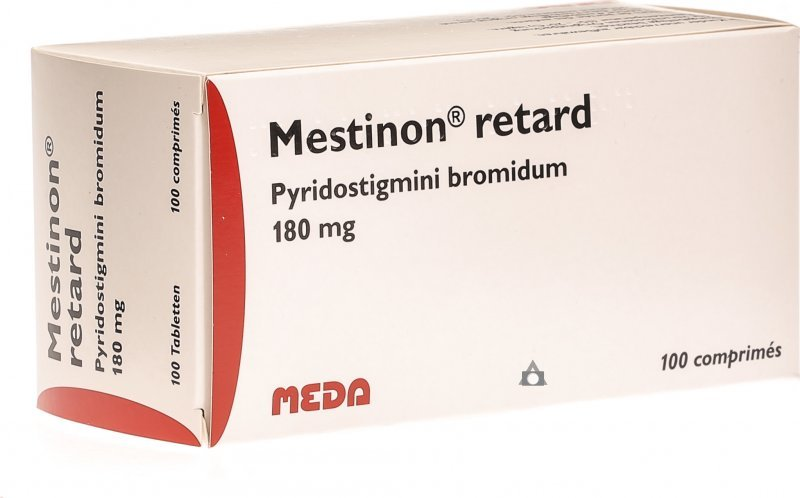 Mestinon® retard
Pyridostigmini bromidum
180 mg
MEDA
100 comprimés
Mestinon®
retard
Pyridostigmini bromidum
180 mg
100 Tabletten
100 comprimés